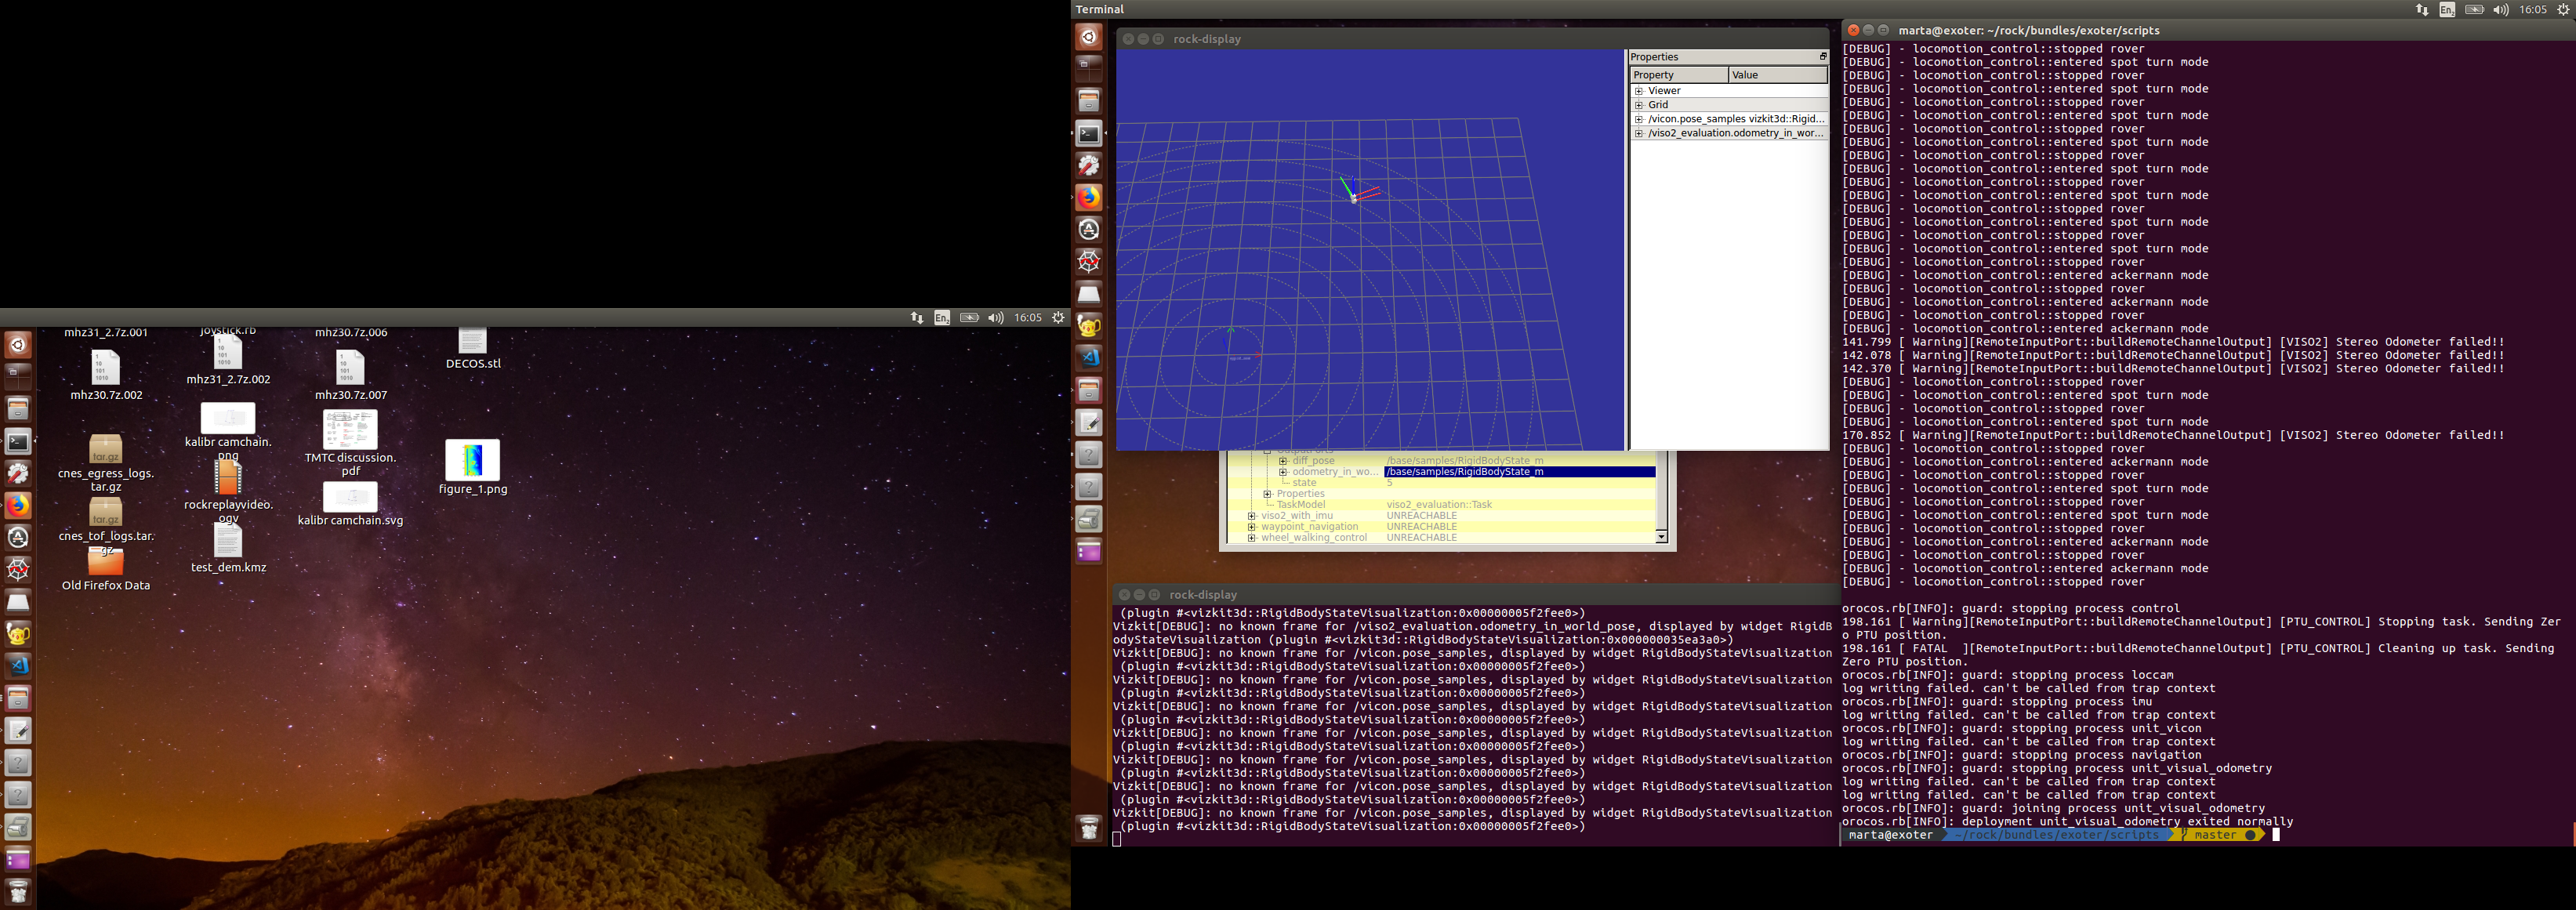 En2
16:05
mhz31_2.7z.001
joystick.rb
mhz30.7z.006
DECOS.stl
mhz30.7z.002
mhz31_2.7z.002
mhz30.7z.007
kalibr camchain.
png
TMTC discussion.
pdf
cnes_egress_logs.
tar.gz
rockreplayvideo.
ogv
figure_1.png
kalibr camchain.svg
cnes_tof_logs.tar.
gz
test_dem.kmz
Old Firefox Data
Terminal
En2
16:05
rock-display
Properties
Property Value
Viewer
Grid
/vicon.pose_samples vizkit3d::Rigid...
/viso2_evaluation.odometry_in_wor...
OutputPorts
diff_pose /base/samples/RigidBodyState_m
odometry_in_wo... /base/samples/RigidBodyState_m
state 5
Properties
TaskModel viso2_evaluation::Task
viso2_with_imu UNREACHABLE
waypoint_navigation UNREACHABLE
wheel_walking_control UNREACHABLE
rock-display
(plugin #<vizkit3d::RigidBodyStateVisualization:0x00000005f2fee0>)
Vizkit[DEBUG]: no known frame for /viso2_evaluation.odometry_in_world_pose, displayed by widget RigidB
odyStateVisualization (plugin #<vizkit3d::RigidBodyStateVisualization:0x000000035ea3a0>)
Vizkit[DEBUG]: no known frame for /vicon.pose_samples, displayed by widget RigidBodyStateVisualization
(plugin #<vizkit3d::RigidBodyStateVisualization:0x00000005f2fee0>)
Vizkit[DEBUG]: no known frame for /vicon.pose_samples, displayed by widget RigidBodyStateVisualization
(plugin #<vizkit3d::RigidBodyStateVisualization:0x00000005f2fee0>)
Vizkit[DEBUG]: no known frame for /vicon.pose_samples, displayed by widget RigidBodyStateVisualization
(plugin #<vizkit3d::RigidBodyStateVisualization:0x00000005f2fee0>)
Vizkit[DEBUG]: no known frame for /vicon.pose_samples, displayed by widget RigidBodyStateVisualization
(plugin #<vizkit3d::RigidBodyStateVisualization:0x00000005f2fee0>)
Vizkit[DEBUG]: no known frame for /vicon.pose_samples, displayed by widget RigidBodyStateVisualization
(plugin #<vizkit3d::RigidBodyStateVisualization:0x00000005f2fee0>)
Vizkit[DEBUG]: no known frame for /vicon.pose_samples, displayed by widget RigidBodyStateVisualization
(plugin #<vizkit3d::RigidBodyStateVisualization:0x00000005f2fee0>)
Vizkit[DEBUG]: no known frame for /vicon.pose_samples, displayed by widget RigidBodyStateVisualization
(plugin #<vizkit3d::RigidBodyStateVisualization:0x00000005f2fee0>)
marta@exoter: ~/rock/bundles/exoter/scripts
[DEBUG] - locomotion_control::stopped rover
[DEBUG] - locomotion_control::entered spot turn mode
[DEBUG] - locomotion_control::stopped rover
[DEBUG] - locomotion_control::entered spot turn mode
[DEBUG] - locomotion_control::stopped rover
[DEBUG] - locomotion_control::entered spot turn mode
[DEBUG] - locomotion_control::stopped rover
[DEBUG] - locomotion_control::entered spot turn mode
[DEBUG] - locomotion_control::stopped rover
[DEBUG] - locomotion_control::entered spot turn mode
[DEBUG] - locomotion_control::stopped rover
[DEBUG] - locomotion_control::entered spot turn mode
[DEBUG] - locomotion_control::stopped rover
[DEBUG] - locomotion_control::entered spot turn mode
[DEBUG] - locomotion_control::stopped rover
[DEBUG] - locomotion_control::entered spot turn mode
[DEBUG] - locomotion_control::stopped rover
[DEBUG] - locomotion_control::entered ackermann mode
[DEBUG] - locomotion_control::stopped rover
[DEBUG] - locomotion_control::entered ackermann mode
[DEBUG] - locomotion_control::stopped rover
[DEBUG] - locomotion_control::entered ackermann mode
141.799 [ Warning][RemoteInputPort::buildRemoteChannelOutput] [VISO2] Stereo Odometer failed!!
142.078 [ Warning][RemoteInputPort::buildRemoteChannelOutput] [VISO2] Stereo Odometer failed!!
142.370 [ Warning][RemoteInputPort::buildRemoteChannelOutput] [VISO2] Stereo Odometer failed!!
[DEBUG] - locomotion_control::stopped rover
[DEBUG] - locomotion_control::entered spot turn mode
[DEBUG] - locomotion_control::stopped rover
[DEBUG] - locomotion_control::entered spot turn mode
170.852 [ Warning][RemoteInputPort::buildRemoteChannelOutput] [VISO2] Stereo Odometer failed!!
[DEBUG] - locomotion_control::stopped rover
[DEBUG] - locomotion_control::entered ackermann mode
[DEBUG] - locomotion_control::stopped rover
[DEBUG] - locomotion_control::entered spot turn mode
[DEBUG] - locomotion_control::stopped rover
[DEBUG] - locomotion_control::entered spot turn mode
[DEBUG] - locomotion_control::stopped rover
[DEBUG] - locomotion_control::entered ackermann mode
[DEBUG] - locomotion_control::stopped rover
[DEBUG] - locomotion_control::entered ackermann mode
[DEBUG] - locomotion_control::stopped rover
orocos.rb[INFO]: guard: stopping process control
198.161 [ Warning][RemoteInputPort::buildRemoteChannelOutput] [PTU_CONTROL] Stopping task. Sending Zer
o PTU position.
198.161 [ FATAL  ][RemoteInputPort::buildRemoteChannelOutput] [PTU_CONTROL] Cleaning up task. Sending
Zero PTU position.
orocos.rb[INFO]: guard: stopping process loccam
log writing failed. can't be called from trap context
orocos.rb[INFO]: guard: stopping process imu
log writing failed. can't be called from trap context
orocos.rb[INFO]: guard: stopping process unit_vicon
log writing failed. can't be called from trap context
orocos.rb[INFO]: guard: stopping process navigation
orocos.rb[INFO]: guard: stopping process unit_visual_odometry
log writing failed. can't be called from trap context
log writing failed. can't be called from trap context
orocos.rb[INFO]: guard: joining process unit_visual_odometry
orocos.rb[INFO]: deployment unit_visual_odometry exited normally
marta@exoter ~/rock/bundles/exoter/scripts master